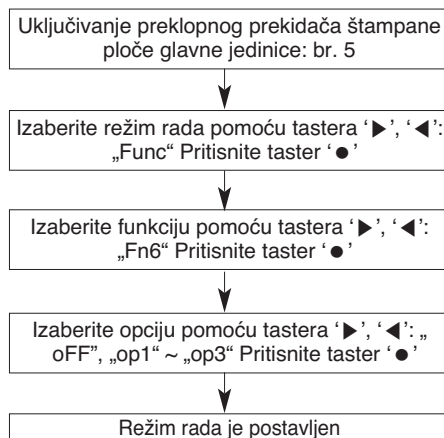 Uključivanje preklopnog prekidača štampane
ploče glavne jedinice: br. 5
Izaberite režim rada pomoću tastera ‘▶’, ‘◀’:
„Func“ Pritisnite taster ‘●’
Izaberite funkciju pomoću tastera ‘▶’, ‘◀’:
„Fn6“ Pritisnite taster ‘●’
Izaberite opciju pomoću tastera ‘▶’, ‘◀’: „
oFF”, „op1“ ~ „op3“ Pritisnite taster ‘●’
Režim rada je postavljen